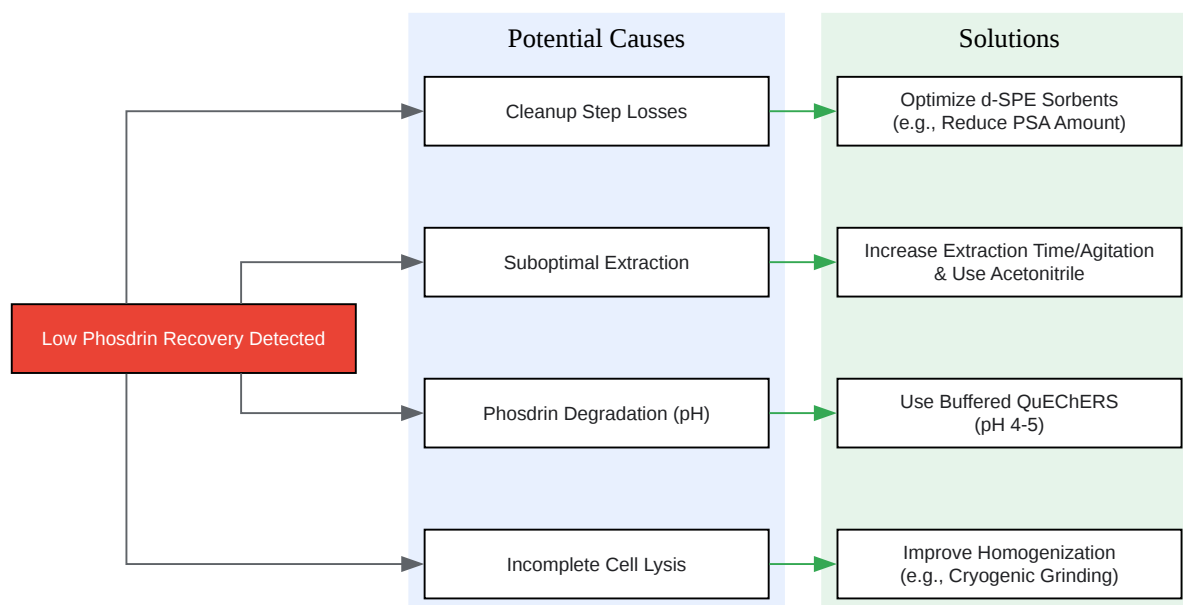 Potential Causes
Solutions
Cleanup Step Losses
Optimize d-SPE Sorbents
(e.g., Reduce PSA Amount)
Suboptimal Extraction
Increase Extraction Time/Agitation
& Use Acetonitrile
Low Phosdrin Recovery Detected
Phosdrin Degradation (pH)
Use Buffered QuEChERS
(pH 4-5)
Incomplete Cell Lysis
Improve Homogenization
(e.g., Cryogenic Grinding)